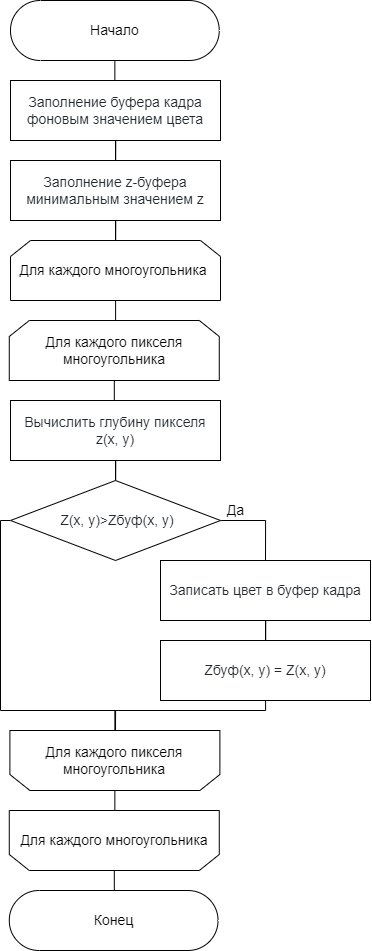 Начало
Заполнение буфера кадра
фоновым значением цвета
Заполнение z-буфера
минимальным значением z
Для каждого многоугольника
Для каждого пикселя
многоугольника
Вычислить глубину пикселя
z(x, y)
Z(x, y)>Zбуф(x, y)
Да
Записать цвет в буфер кадра
Zбуф(x, y) = Z(x, y)
Для каждого пикселя
многоугольника
Для каждого многоугольника
Конец